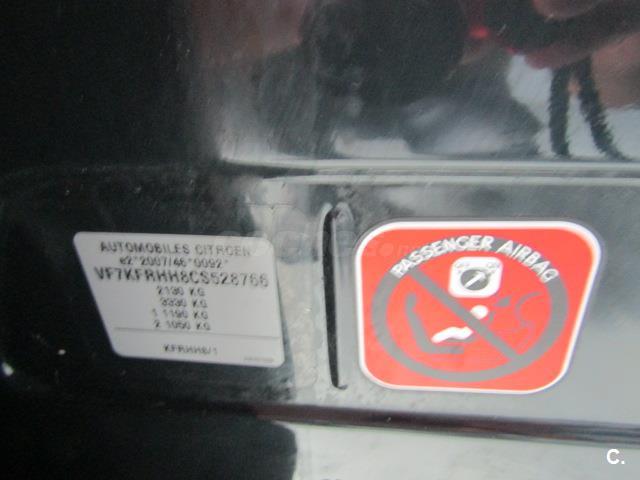 AUTOMOBILES CITROEN
e2*2007/46*0092*
VF7KFRHH8CS528766
2130 KG
3330 KG
1 1190 KG
2 1050 KG
KFRHH8/1
PASSENGER AIRBAG
C.